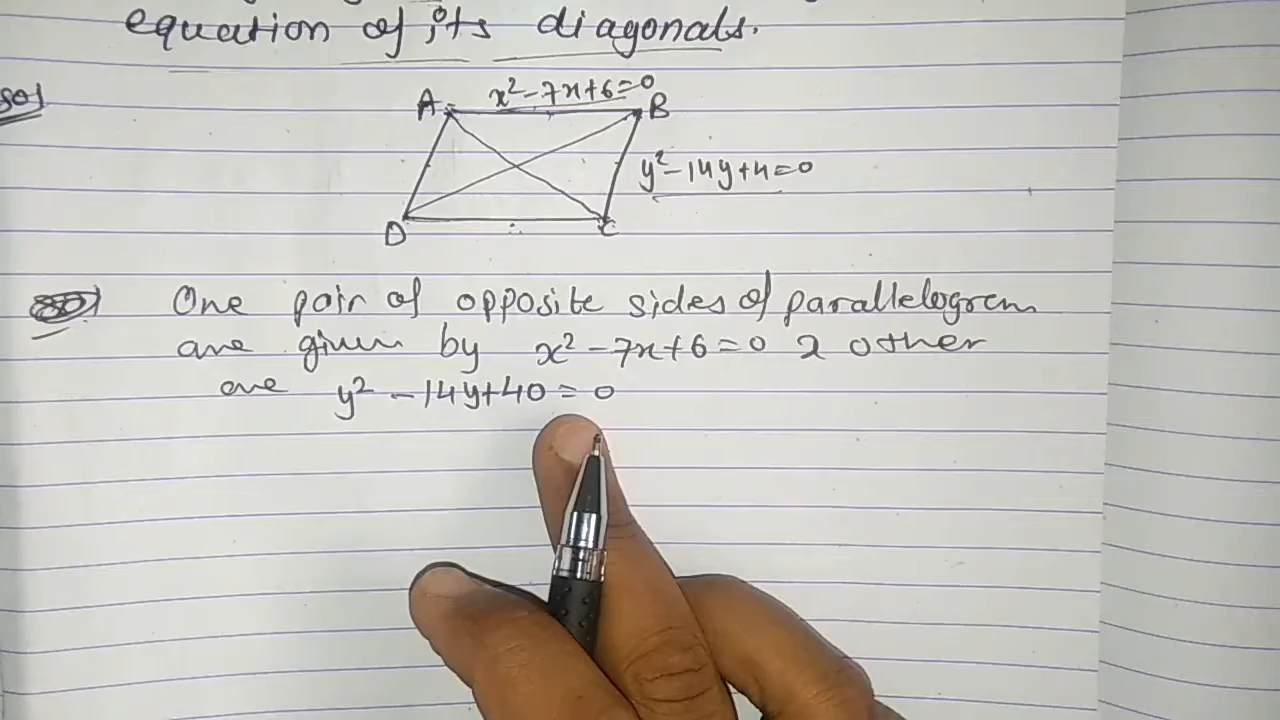 equation of its diagonals.
sol
x² - 7x + 6 = 0
A
B
y² - 14y + 4 = 0
D
C
One pair of opposite sides of parallelogram
are given by x² - 7x + 6 = 0 & other
are y² - 14y + 40 = 0